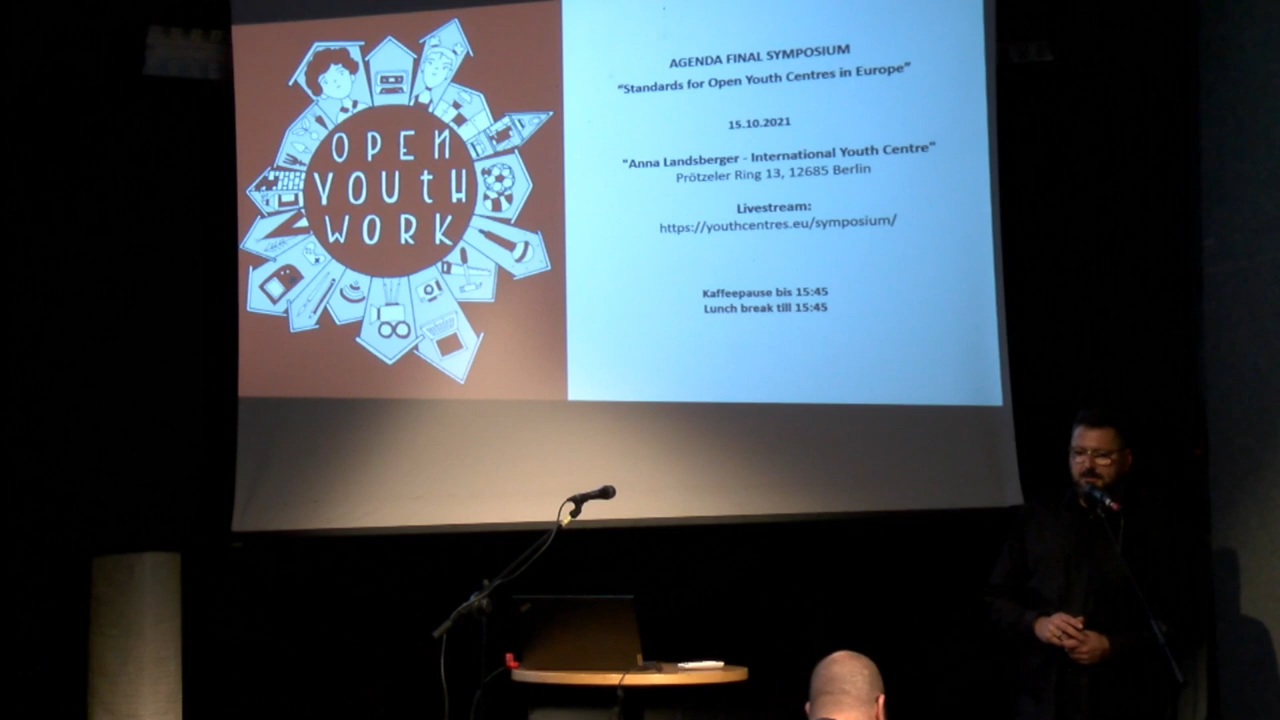 OPEN
YOUtH
WORK
AGENDA FINAL SYMPOSIUM
“Standards for Open Youth Centres in Europe”
15.10.2021
"Anna Landsberger - International Youth Centre"
Prötzeler Ring 13, 12685 Berlin
Livestream:
https://youthcentres.eu/symposium/
Kaffeepause bis 15:45
Lunch break till 15:45